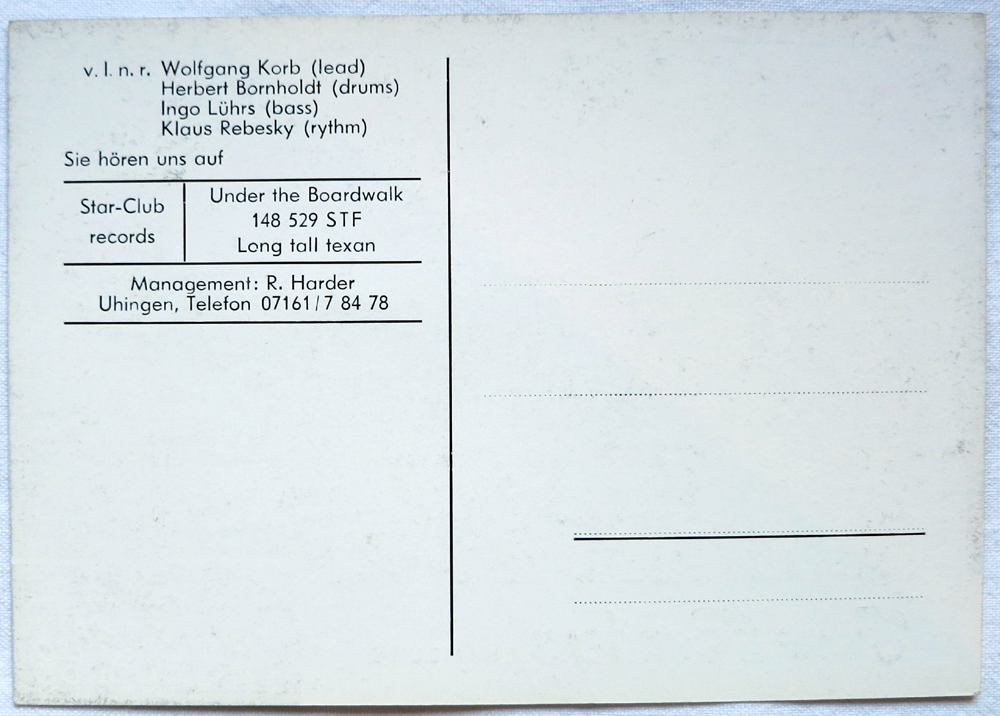 v. l. n. r. Wolfgang Korb (lead)
Herbert Bornholdt (drums)
Ingo Lührs (bass)
Klaus Rebesky (rythm)
Sie hören uns auf
Star-Club
records
Under the Boardwalk
148 529 STF
Long tall texan
Management: R. Harder
Uhingen, Telefon 07161/7 84 78